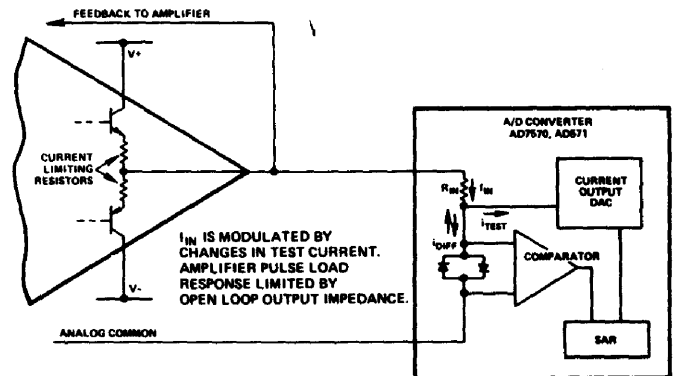 FEEDBACK TO AMPLIFIER
V+
A/D CONVERTER
AD7570, AD571
CURRENT
LIMITING
RESISTORS
RIN
IIN
CURRENT
OUTPUT
DAC
iTEST
iDIFF
COMPARATOR
IIN IS MODULATED BY
CHANGES IN TEST CURRENT.
AMPLIFIER PULSE LOAD
RESPONSE LIMITED BY
OPEN LOOP OUTPUT IMPEDANCE.
V-
ANALOG COMMON
SAR